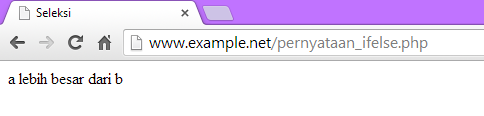 Seleksi
www.example.net/pernyataan_ifelse.php
a lebih besar dari b